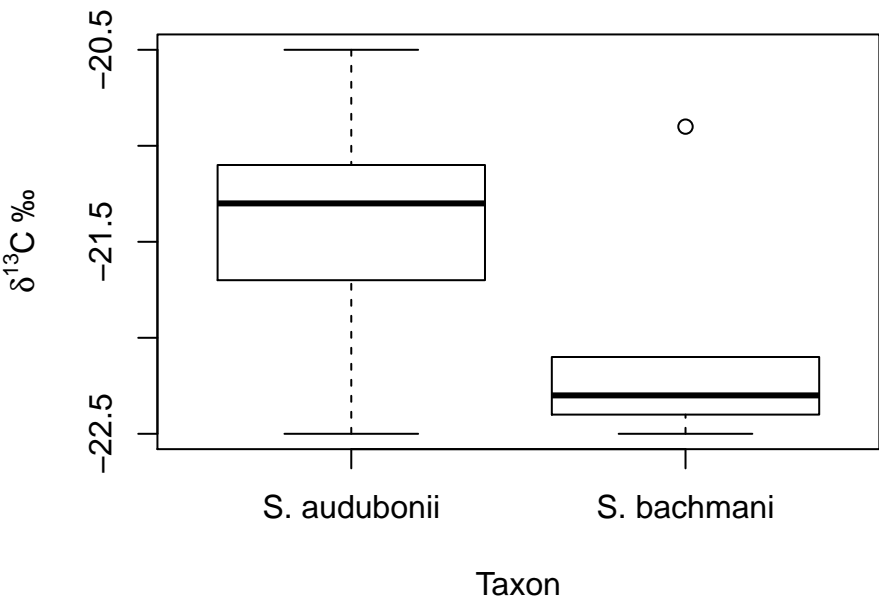 −20.5
−21.5
−22.5
δ¹³C ‰
S. audubonii
S. bachmani
Taxon